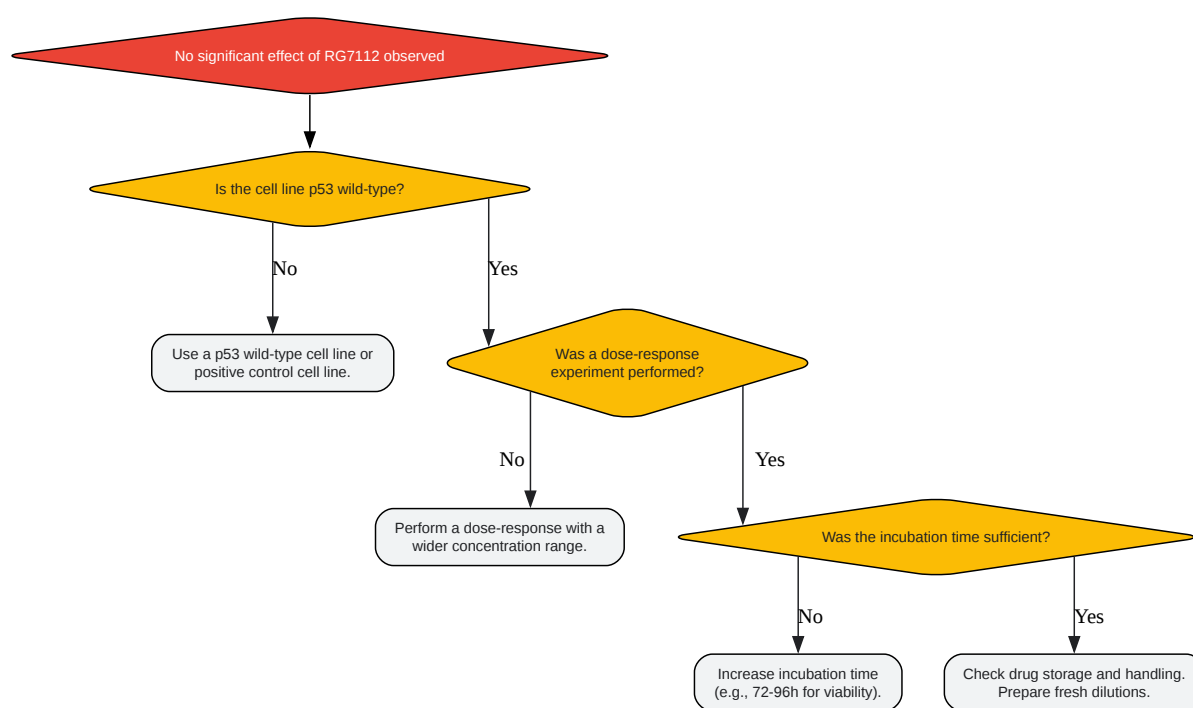 No significant effect of RG7112 observed
Is the cell line p53 wild-type?
No
Yes
Use a p53 wild-type cell line or
positive control cell line.
Was a dose-response
experiment performed?
No
Yes
Perform a dose-response with a
wider concentration range.
Was the incubation time sufficient?
No
Yes
Increase incubation time
(e.g., 72-96h for viability).
Check drug storage and handling.
Prepare fresh dilutions.